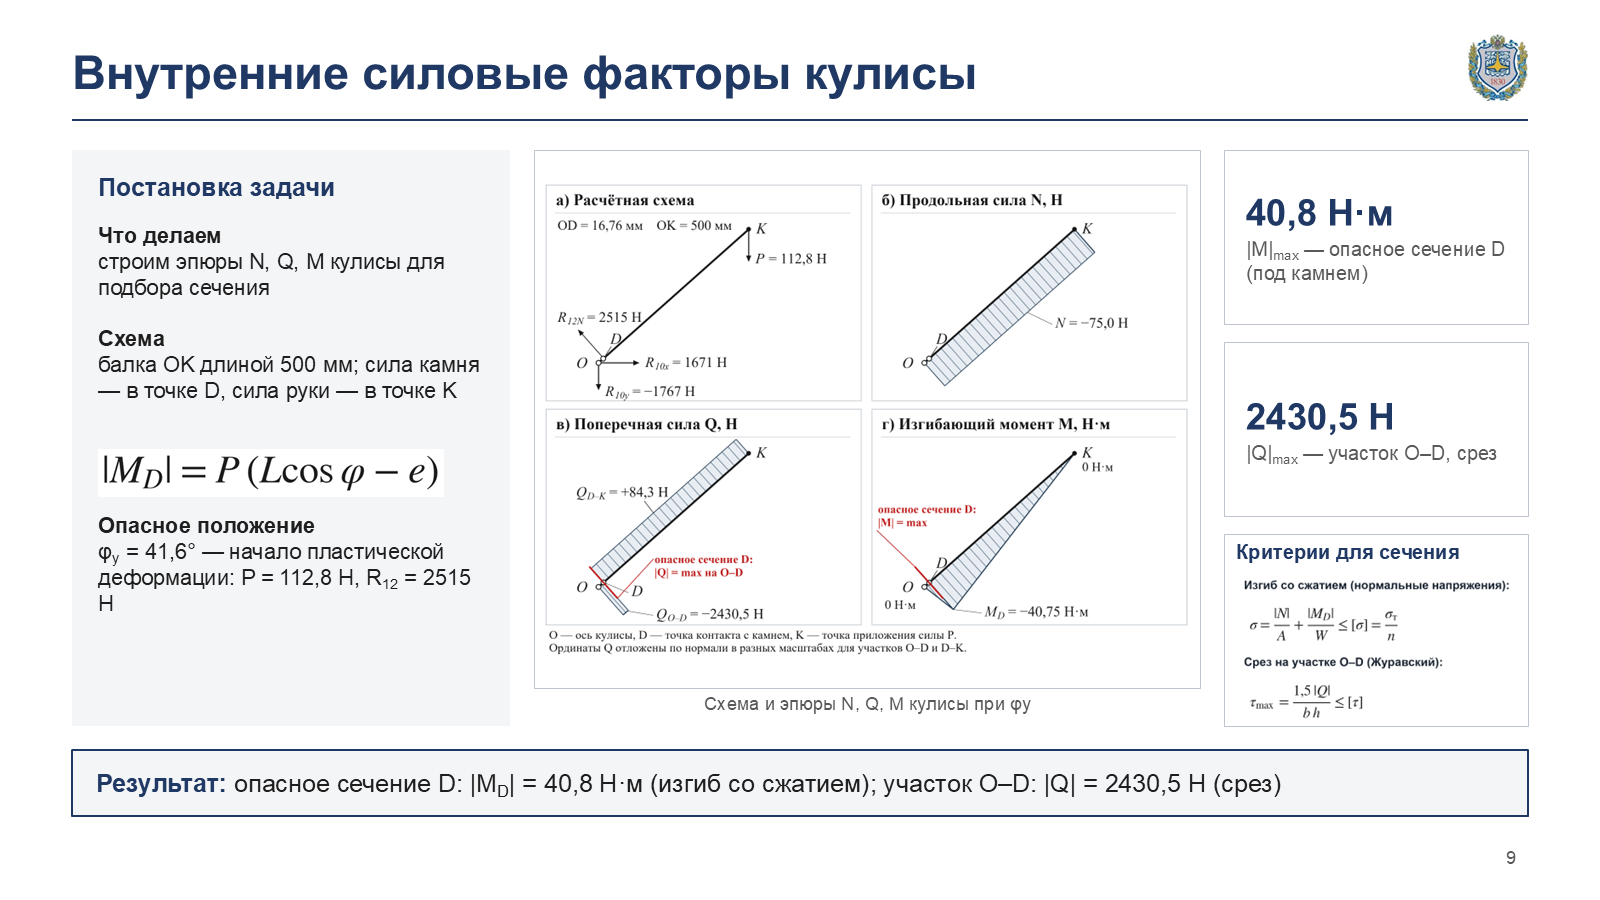 Внутренние силовые факторы кулисы
1830
Постановка задачи
Что делаем
строим эпюры N, Q, M кулисы для
подбора сечения
Схема
балка OK длиной 500 мм; сила камня
— в точке D, сила руки — в точке K
|M_D| = P (Lcos φ − e)
Опасное положение
φ_у = 41,6° — начало пластической
деформации: P = 112,8 Н, R₁₂ = 2515
Н
а) Расчётная схема
OD = 16,76 мм OK = 500 мм
K
P = 112,8 Н
R_12N = 2515 Н
D
O
R_10x = 1671 Н
R_10y = −1767 Н
б) Продольная сила N, Н
K
N = −75,0 Н
D
O
в) Поперечная сила Q, Н
K
Q_D–K = +84,3 Н
опасное сечение D:
|Q| = max на O–D
O
D
Q_O–D = −2430,5 Н
г) Изгибающий момент M, Н·м
K
0 Н·м
опасное сечение D:
|M| = max
D
O
0 Н·м
M_D = −40,75 Н·м
O — ось кулисы, D — точка контакта с камнем, K — точка приложения силы P.
Ординаты Q отложены по нормали в разных масштабах для участков O–D и D–K.
Схема и эпюры N, Q, M кулисы при φу
40,8 Н·м
|M|max — опасное сечение D
(под камнем)
2430,5 Н
|Q|max — участок O–D, срез
Критерии для сечения
Изгиб со сжатием (нормальные напряжения):
σ = |N|/A + |M_D|/W ≤ [σ] = σ_т/n
Срез на участке O–D (Журавский):
τ_max = 1,5 |Q|/b h ≤ [τ]
Результат: опасное сечение D: |M_D| = 40,8 Н·м (изгиб со сжатием); участок O–D: |Q| = 2430,5 Н (срез)
9